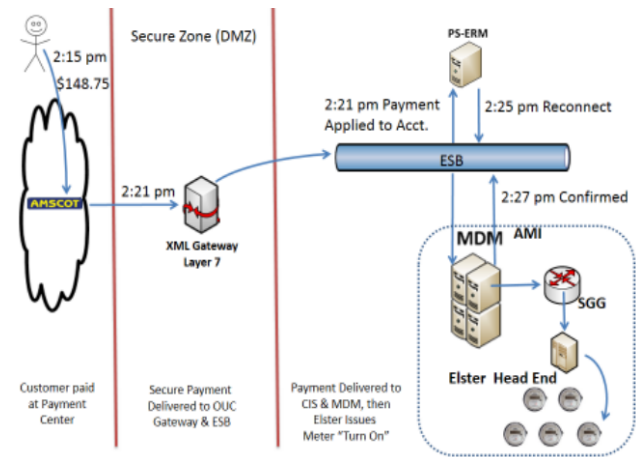 2:15 pm
$148.75
AMSCOT
Customer paid
at Payment
Center
Secure Zone (DMZ)
2:21 pm
XML Gateway
Layer 7
Secure Payment
Delivered to OUC
Gateway & ESB
PS-ERM
2:21 pm Payment
Applied to Acct.
2:25 pm Reconnect
ESB
2:27 pm Confirmed
MDM
AMI
SGG
Elster Head End
Payment Delivered to
CIS & MDM, then
Elster Issues
Meter “Turn On”